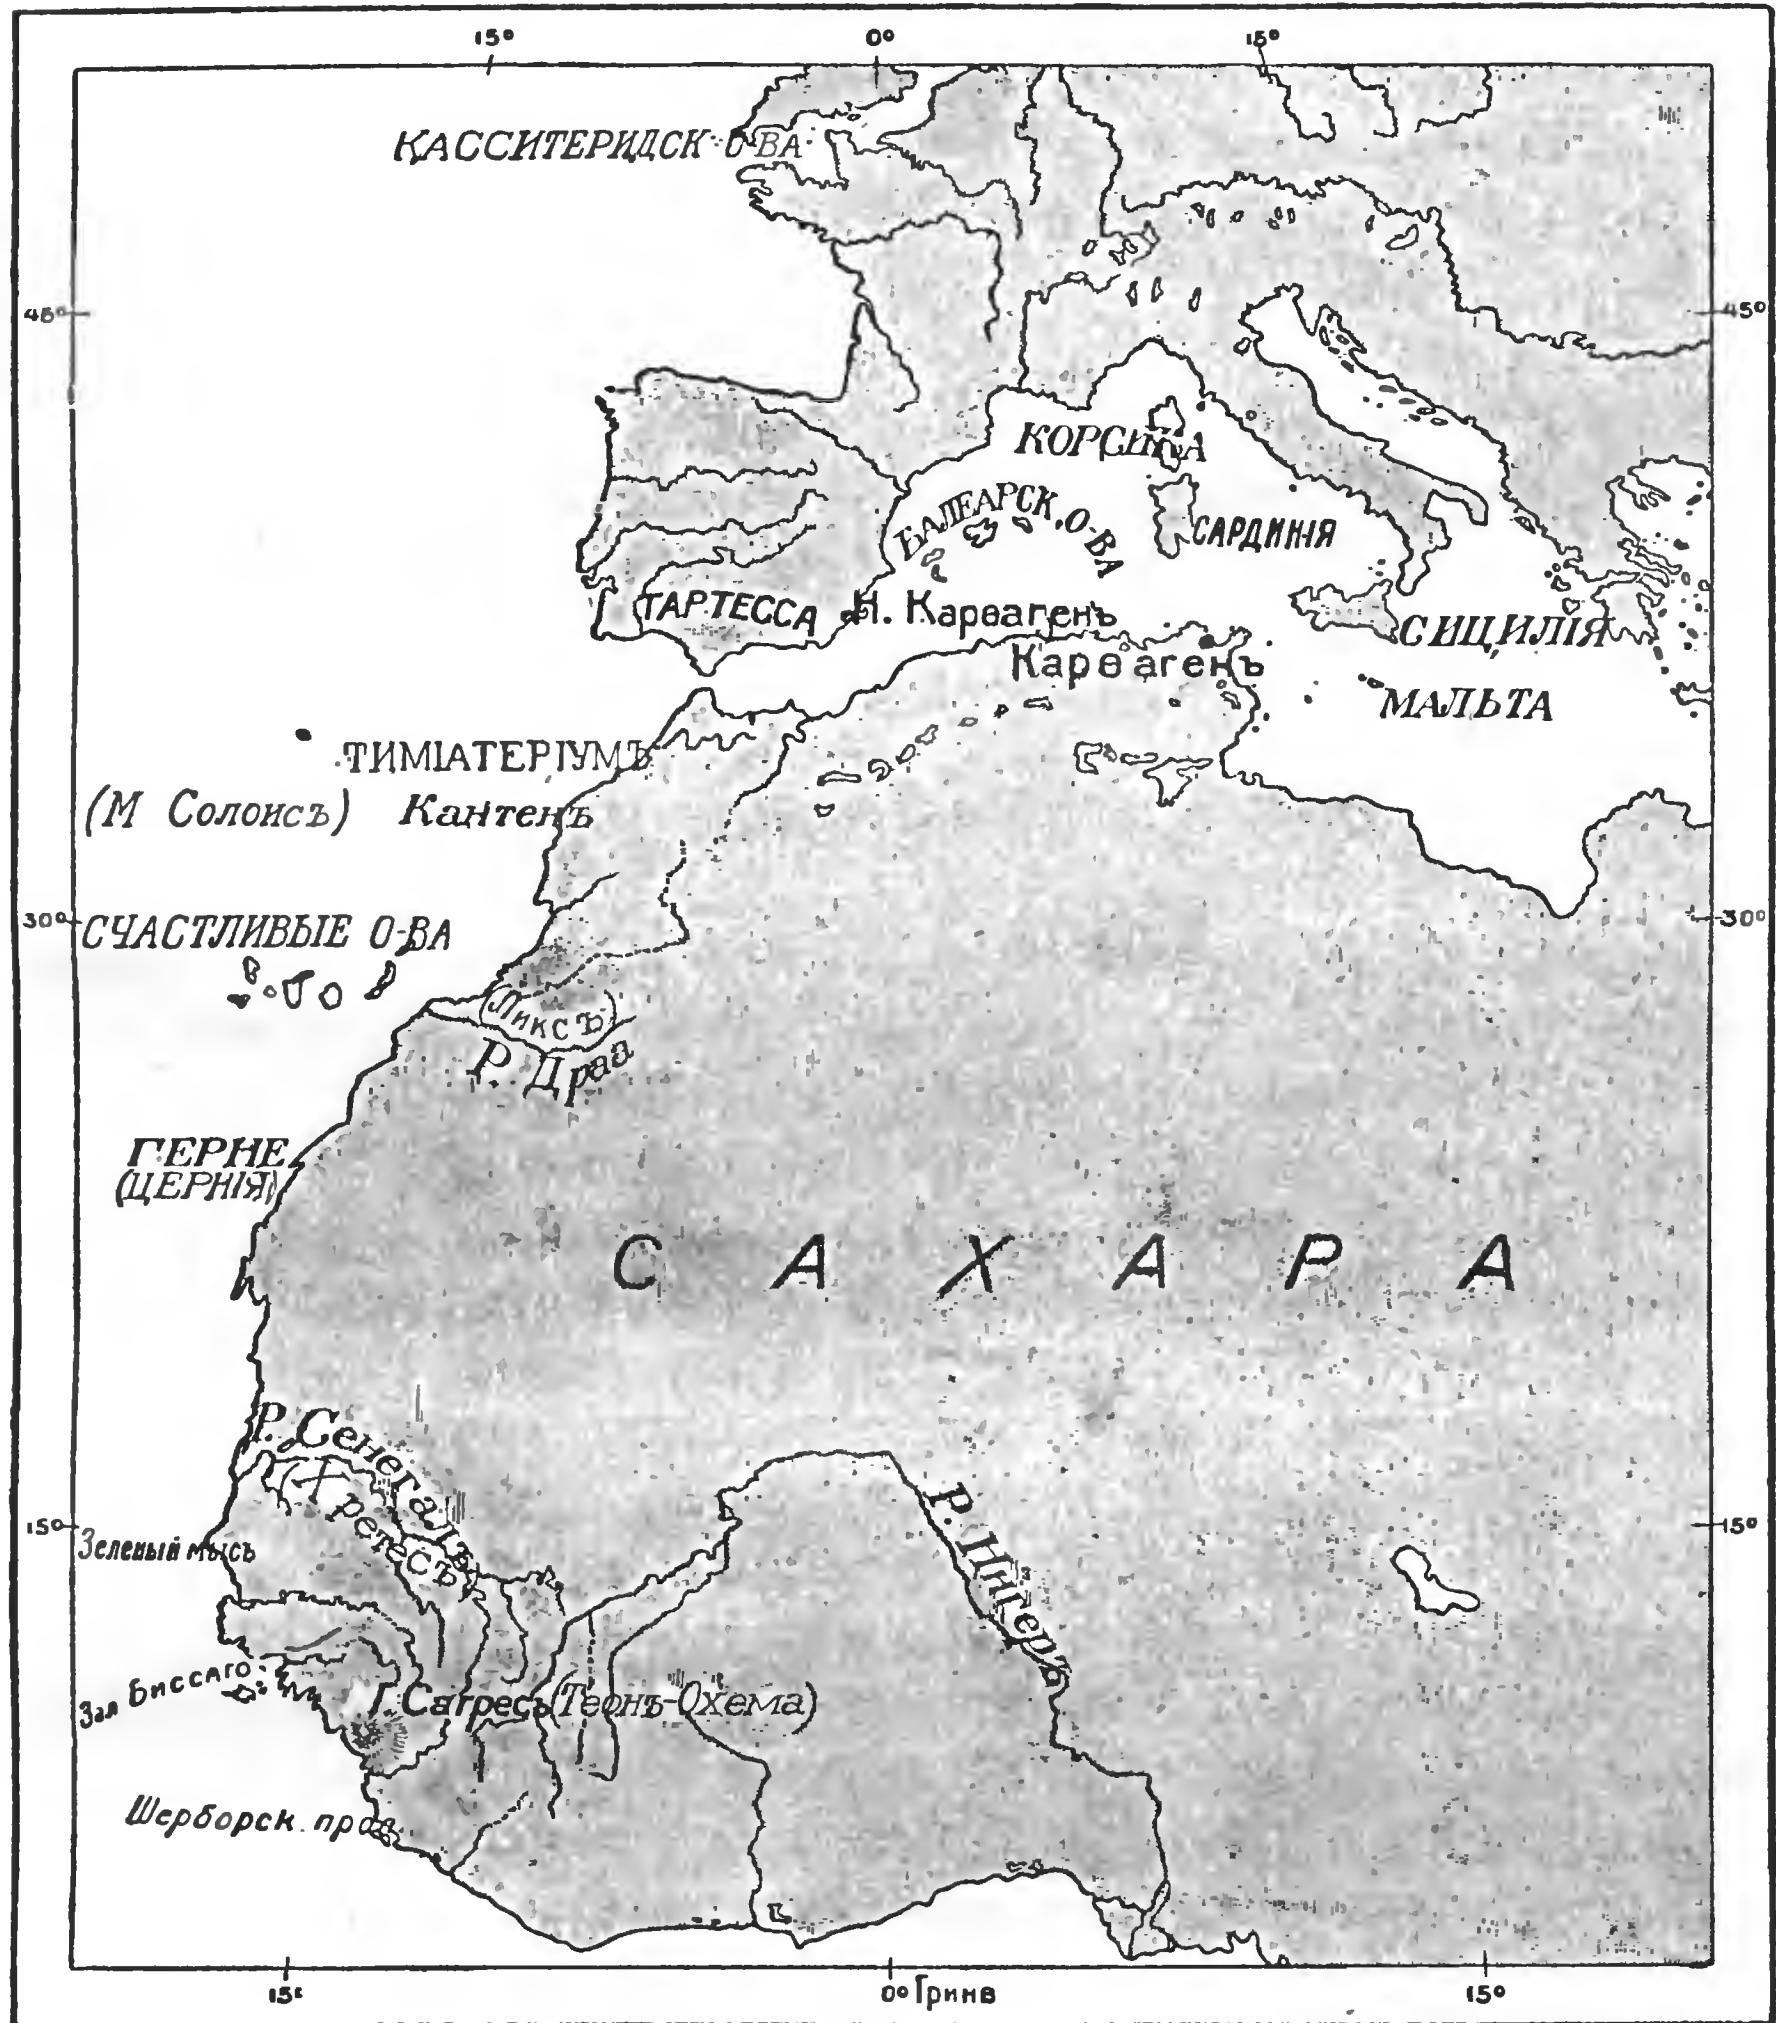 15° 0° 15°
КАССИТЕРИДСК О-ВА
45° 45°
КОРСИКА
БАЛЕАРСК. О-ВА
САРДИНІЯ
ТАРТЕССА Н. Карѳагенъ
СИЦИЛІЯ
Карѳагенъ
МАЛЬТА
ТИМІАТЕРІУМЪ
(М Солоисъ) Кантенъ
30° 30°
СЧАСТЛИВЫЕ О-ВА
(Ликсъ)
Р. Драа
ГЕРНЕ
(ЦЕРНІЯ)
САХАРА
Р. Сенегалъ
(Хретесъ)
Р. Нигеръ
15° 15°
Зеленый мысъ
Зал Биссаго
Г. Сагресъ (Теонъ-Охема)
Шерборск. прол
15° 0° Гринв 15°